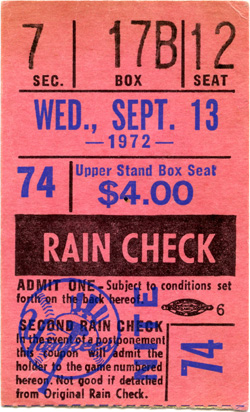 7 17B 12
SEC. BOX SEAT
WED., SEPT. 13
—1972—
74 Upper Stand Box Seat
$4.00
RAIN CHECK
ADMIT ONE—Subject to conditions set
forth on the back hereof.
6
SECOND RAIN CHECK
In the event of a postponement
this coupon will admit the
holder to the game numbered
hereon. Not good if detached
from Original Rain Check.
NITE
74